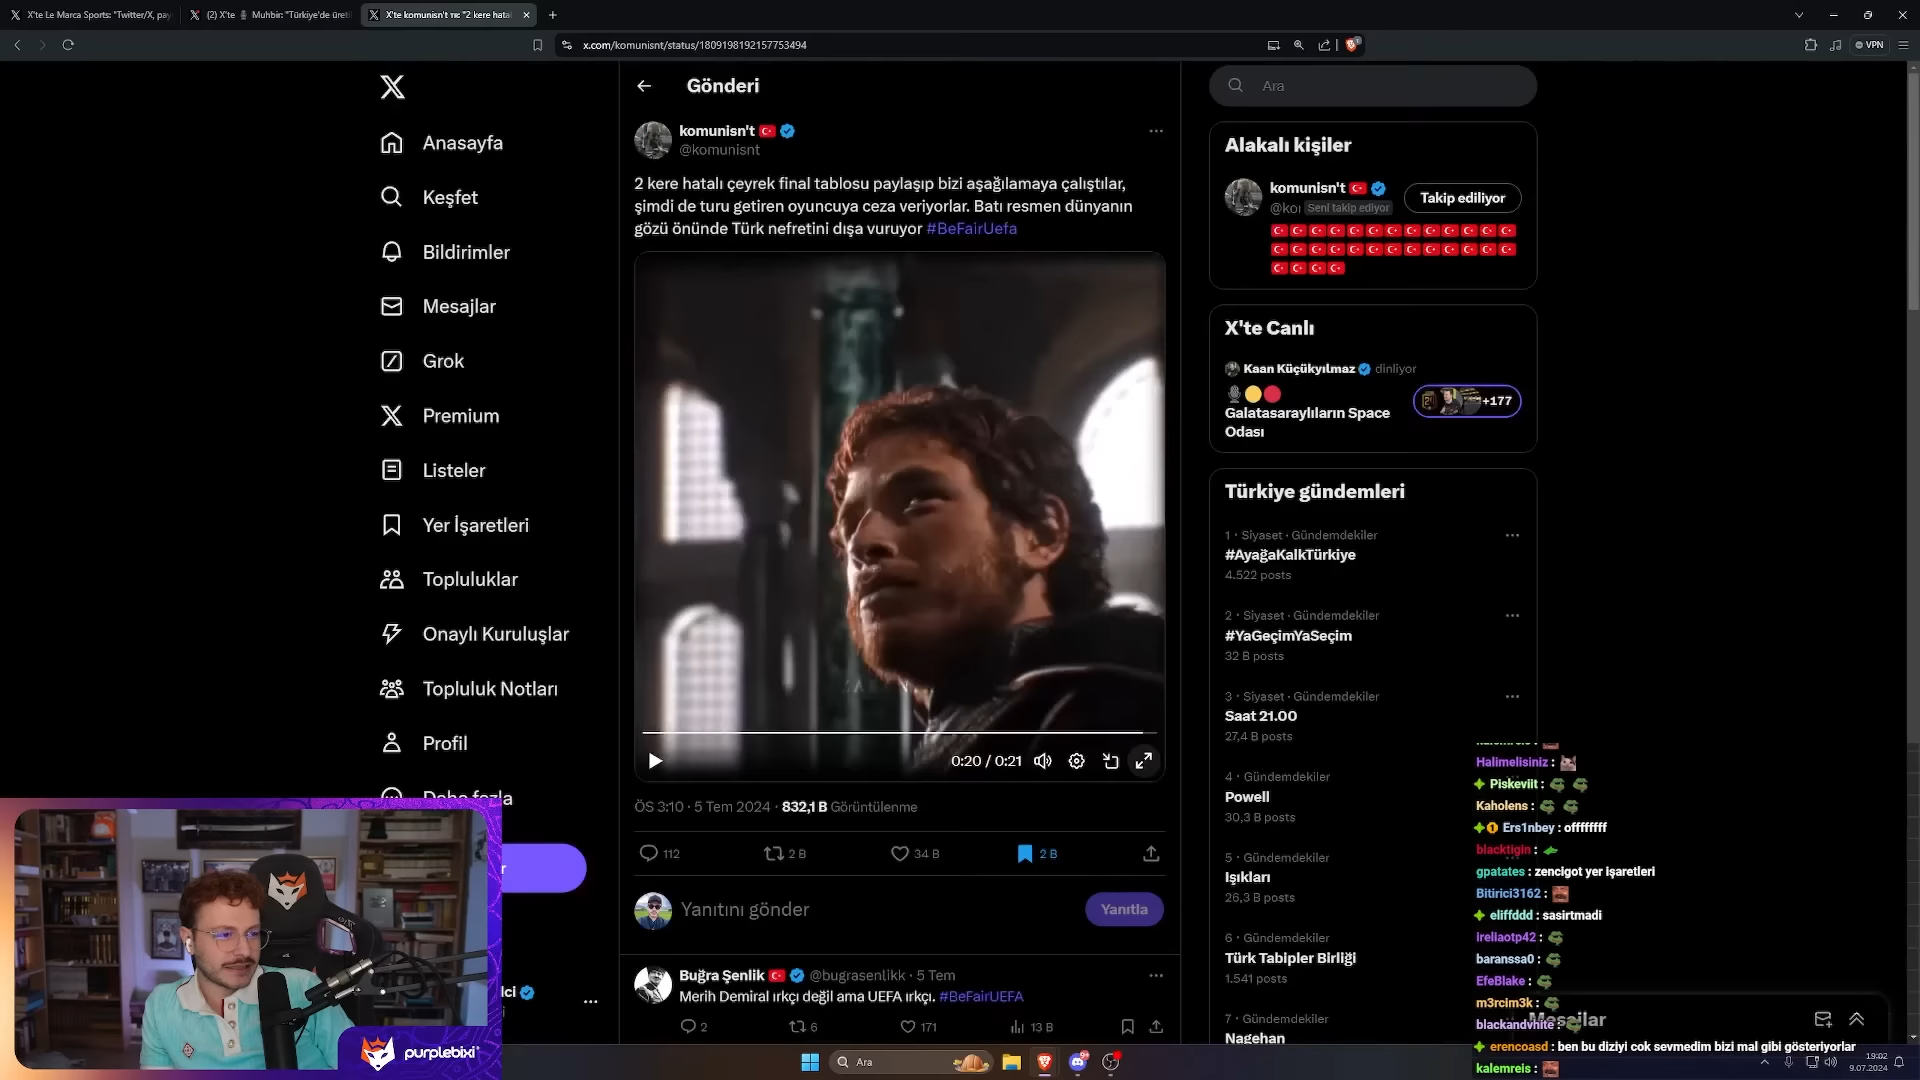 X'te Le Marca Sports: "Twitter/X, pay
(2) X'te Muhbir: "Türkiye'de üreti
X'te komunisn't: "2 kere hatal
x.com/komunisnt/status/1809198192157753494
VPN
Anasayfa
Keşfet
Bildirimler
Mesajlar
Grok
Premium
Listeler
Yer İşaretleri
Topluluklar
Onaylı Kuruluşlar
Topluluk Notları
Profil
Daha fazla
Gönderi
komunisn't
@komunisnt
2 kere hatalı çeyrek final tablosu paylaşıp bizi aşağılamaya çalıştılar,
şimdi de turu getiren oyuncuya ceza veriyorlar. Batı resmen dünyanın
gözü önünde Türk nefretini dışa vuruyor #BeFairUefa
0:20 / 0:21
ÖS 3:10 · 5 Tem 2024 · 832,1 B Görüntülenme
112
2 B
34 B
2 B
Yanıtını gönder
Yanıtla
Buğra Şenlik @bugrasenlikk · 5 Tem
Merih Demiral ırkçı değil ama UEFA ırkçı. #BeFairUEFA
2
6
171
13 B
Ara
Alakalı kişiler
komunisn't
@koı Seni takip ediyor
Takip ediliyor
X'te Canlı
Kaan Küçükyılmaz dinliyor
Galatasaraylıların Space
Odası
+177
Türkiye gündemleri
1 · Siyaset · Gündemdekiler
#AyağaKalkTürkiye
4.522 posts
2 · Siyaset · Gündemdekiler
#YaGeçimYaSeçim
32 B posts
3 · Siyaset · Gündemdekiler
Saat 21.00
27,4 B posts
4 · Gündemdekiler
Powell
30,3 B posts
5 · Gündemdekiler
Işıkları
26,3 B posts
6 · Gündemdekiler
Türk Tabipler Birliği
1.541 posts
7 · Gündemdekiler
Nagehan
Mesajlar
kalemreis :
Halimelisiniz :
Piskeviit :
Kaholens :
Ers1nbey : offffffff
blacktigin :
gpatates : zencigot yer işaretleri
Bitirici3162 :
eliffddd : sasirtmadi
ireliaotp42 :
baranssa0 :
EfeBlake :
m3rcim3k :
blackandvhite :
erencoasd : ben bu diziyi cok sevmedim bizi mal gibi gösteriyorlar
kalemreis :
lci
purplebixi
Ara
19:02
9.07.2024